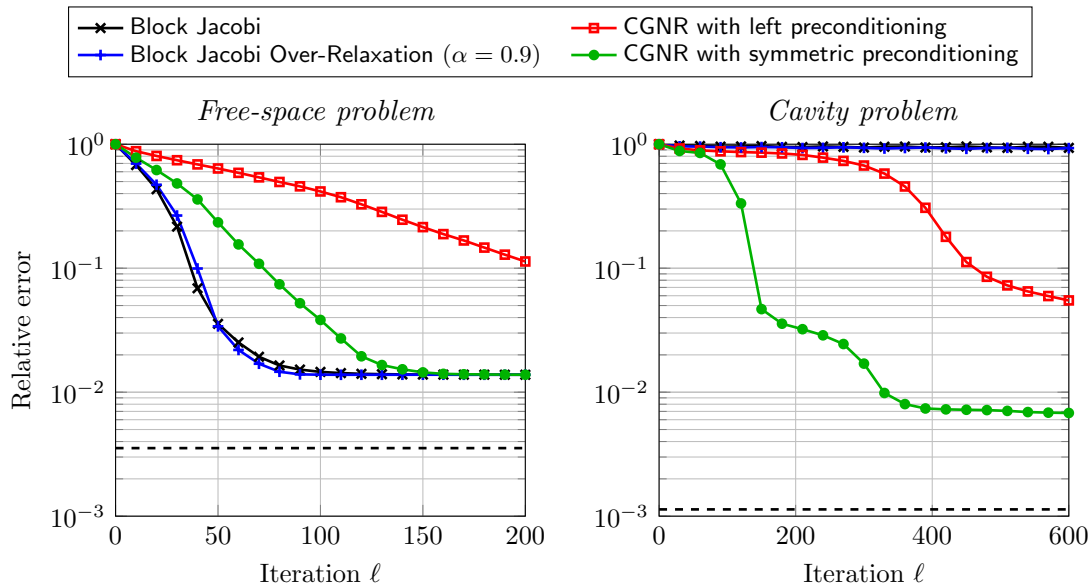 Block Jacobi
Block Jacobi Over-Relaxation (α = 0.9)
CGNR with left preconditioning
CGNR with symmetric preconditioning
Free-space problem
Cavity problem
Relative error
10^0
10^-1
10^-2
10^-3
0 50 100 150 200
Iteration ℓ
10^0
10^-1
10^-2
10^-3
0 200 400 600
Iteration ℓ